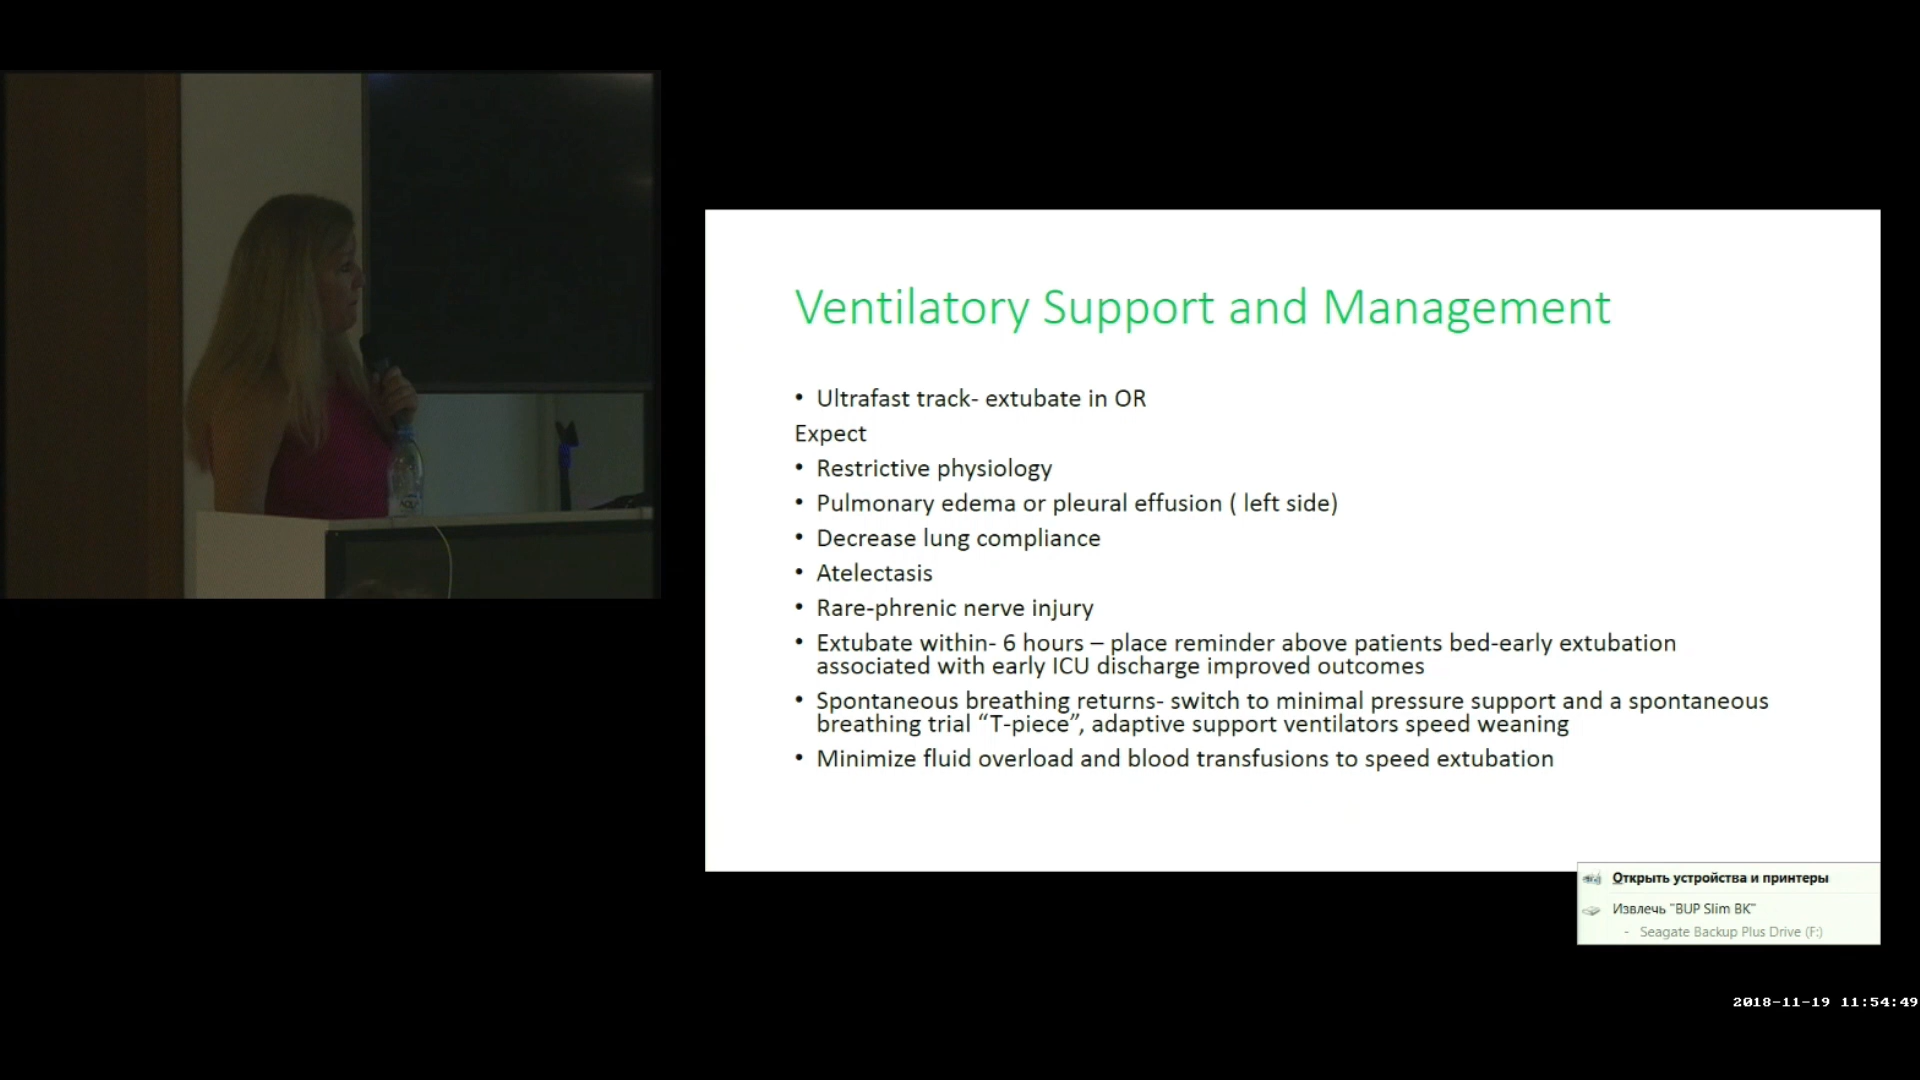 Ventilatory Support and Management
• Ultrafast track- extubate in OR
Expect
• Restrictive physiology
• Pulmonary edema or pleural effusion ( left side)
• Decrease lung compliance
• Atelectasis
• Rare-phrenic nerve injury
• Extubate within- 6 hours – place reminder above patients bed-early extubation
associated with early ICU discharge improved outcomes
• Spontaneous breathing returns- switch to minimal pressure support and a spontaneous
breathing trial “T-piece”, adaptive support ventilators speed weaning
• Minimize fluid overload and blood transfusions to speed extubation
Открыть устройства и принтеры
Извлечь "BUP Slim BK"
- Seagate Backup Plus Drive (F:)
2018-11-19 11:54:49